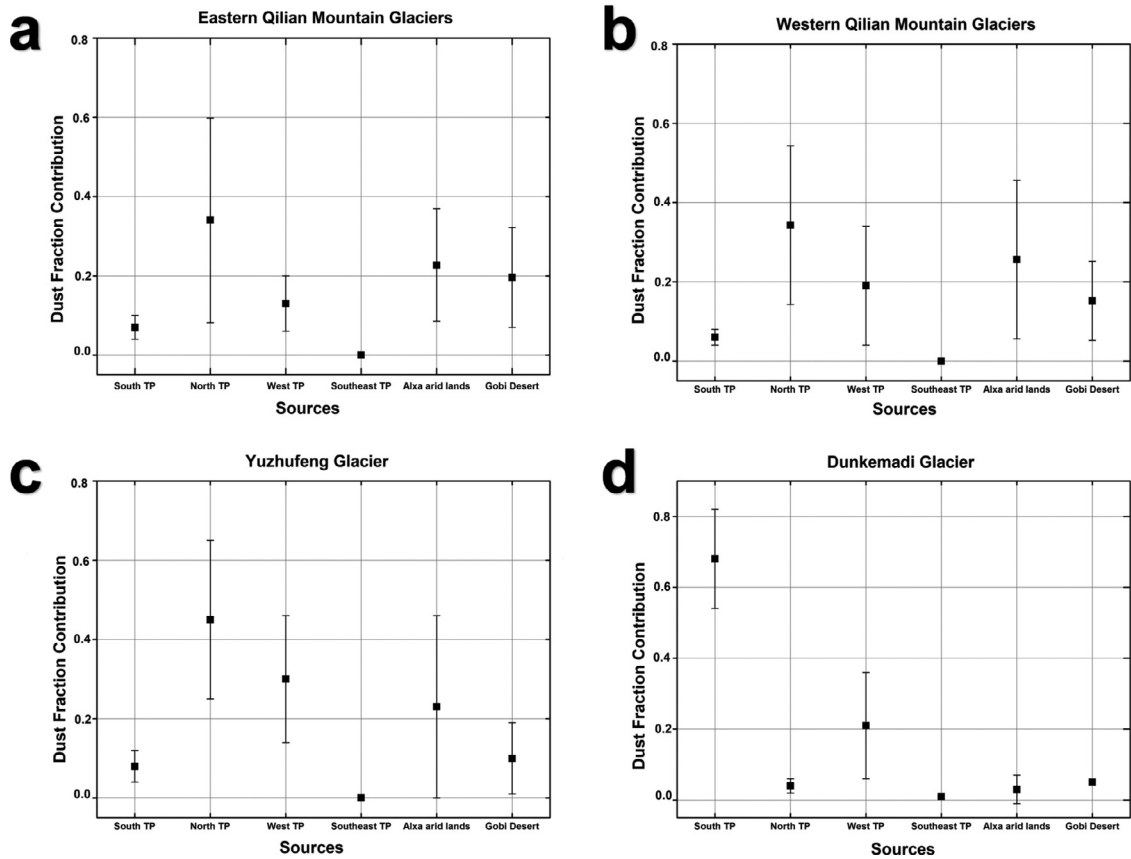 a
Eastern Qilian Mountain Glaciers
0.8
0.6
0.4
0.2
0.0
Dust Fraction Contribution
South TP North TP West TP Southeast TP Alxa arid lands Gobi Desert
Sources
b
Western Qilian Mountain Glaciers
0.8
0.6
0.4
0.2
0.0
Dust Fraction Contribution
South TP North TP West TP Southeast TP Alxa arid lands Gobi Desert
Sources
c
Yuzhufeng Glacier
0.8
0.6
0.4
0.2
0.0
Dust Fraction Contribution
South TP North TP West TP Southeast TP Alxa arid lands Gobi Desert
Sources
d
Dunkemadi Glacier
0.8
0.6
0.4
0.2
0.0
Dust Fraction Contribution
South TP North TP West TP Southeast TP Alxa arid lands Gobi Desert
Sources